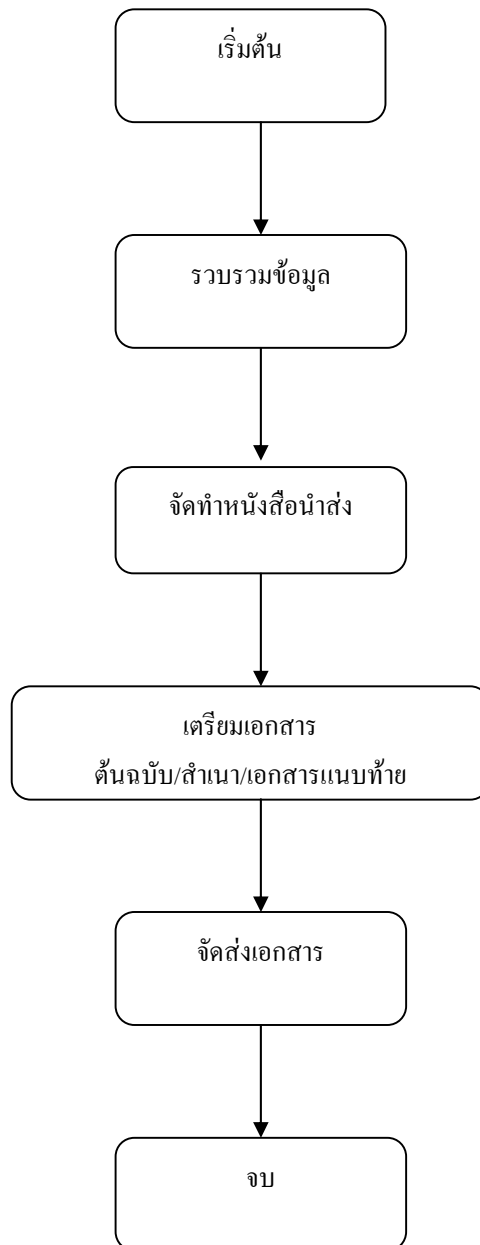 เริ่มต้น
รวบรวมข้อมูล
จัดทำหนังสือนำส่ง
เตรียมเอกสาร
ต้นฉบับ/สำเนา/เอกสารแนบท้าย
จัดส่งเอกสาร
จบ